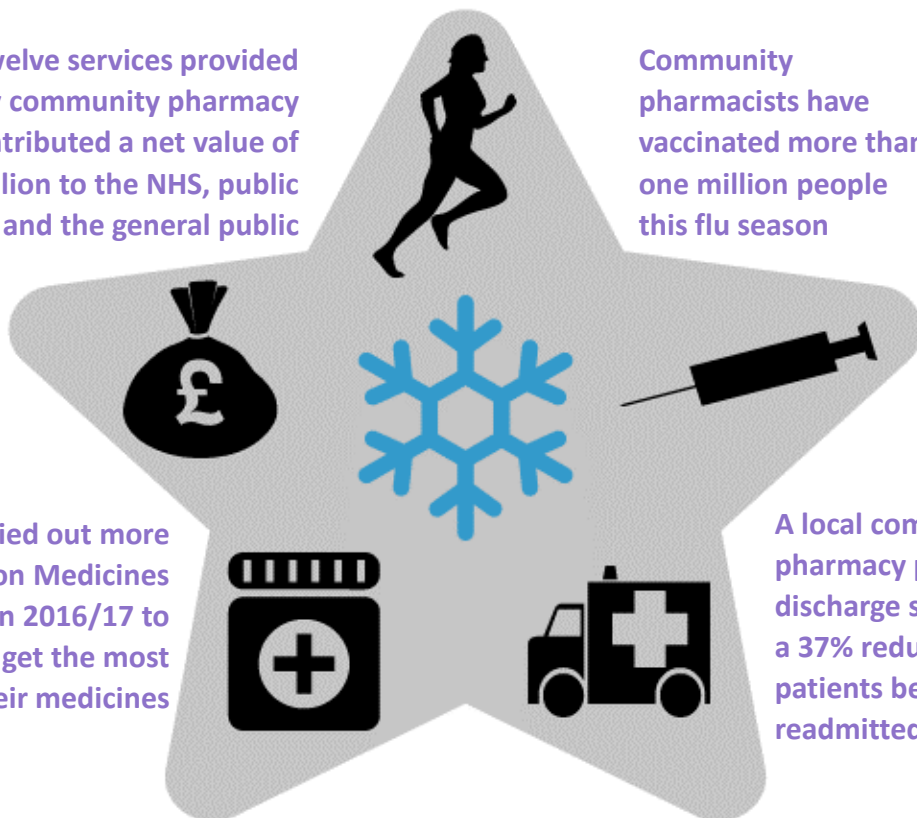 velve services provided
community pharmacy
ntributed a net value of
lion to the NHS, public
and the general public
Community
pharmacists have
vaccinated more than
one million people
this flu season
£
ied out more
on Medicines
n 2016/17 to
get the most
eir medicines
A local com
pharmacy p
discharge s
a 37% redu
patients be
readmitted